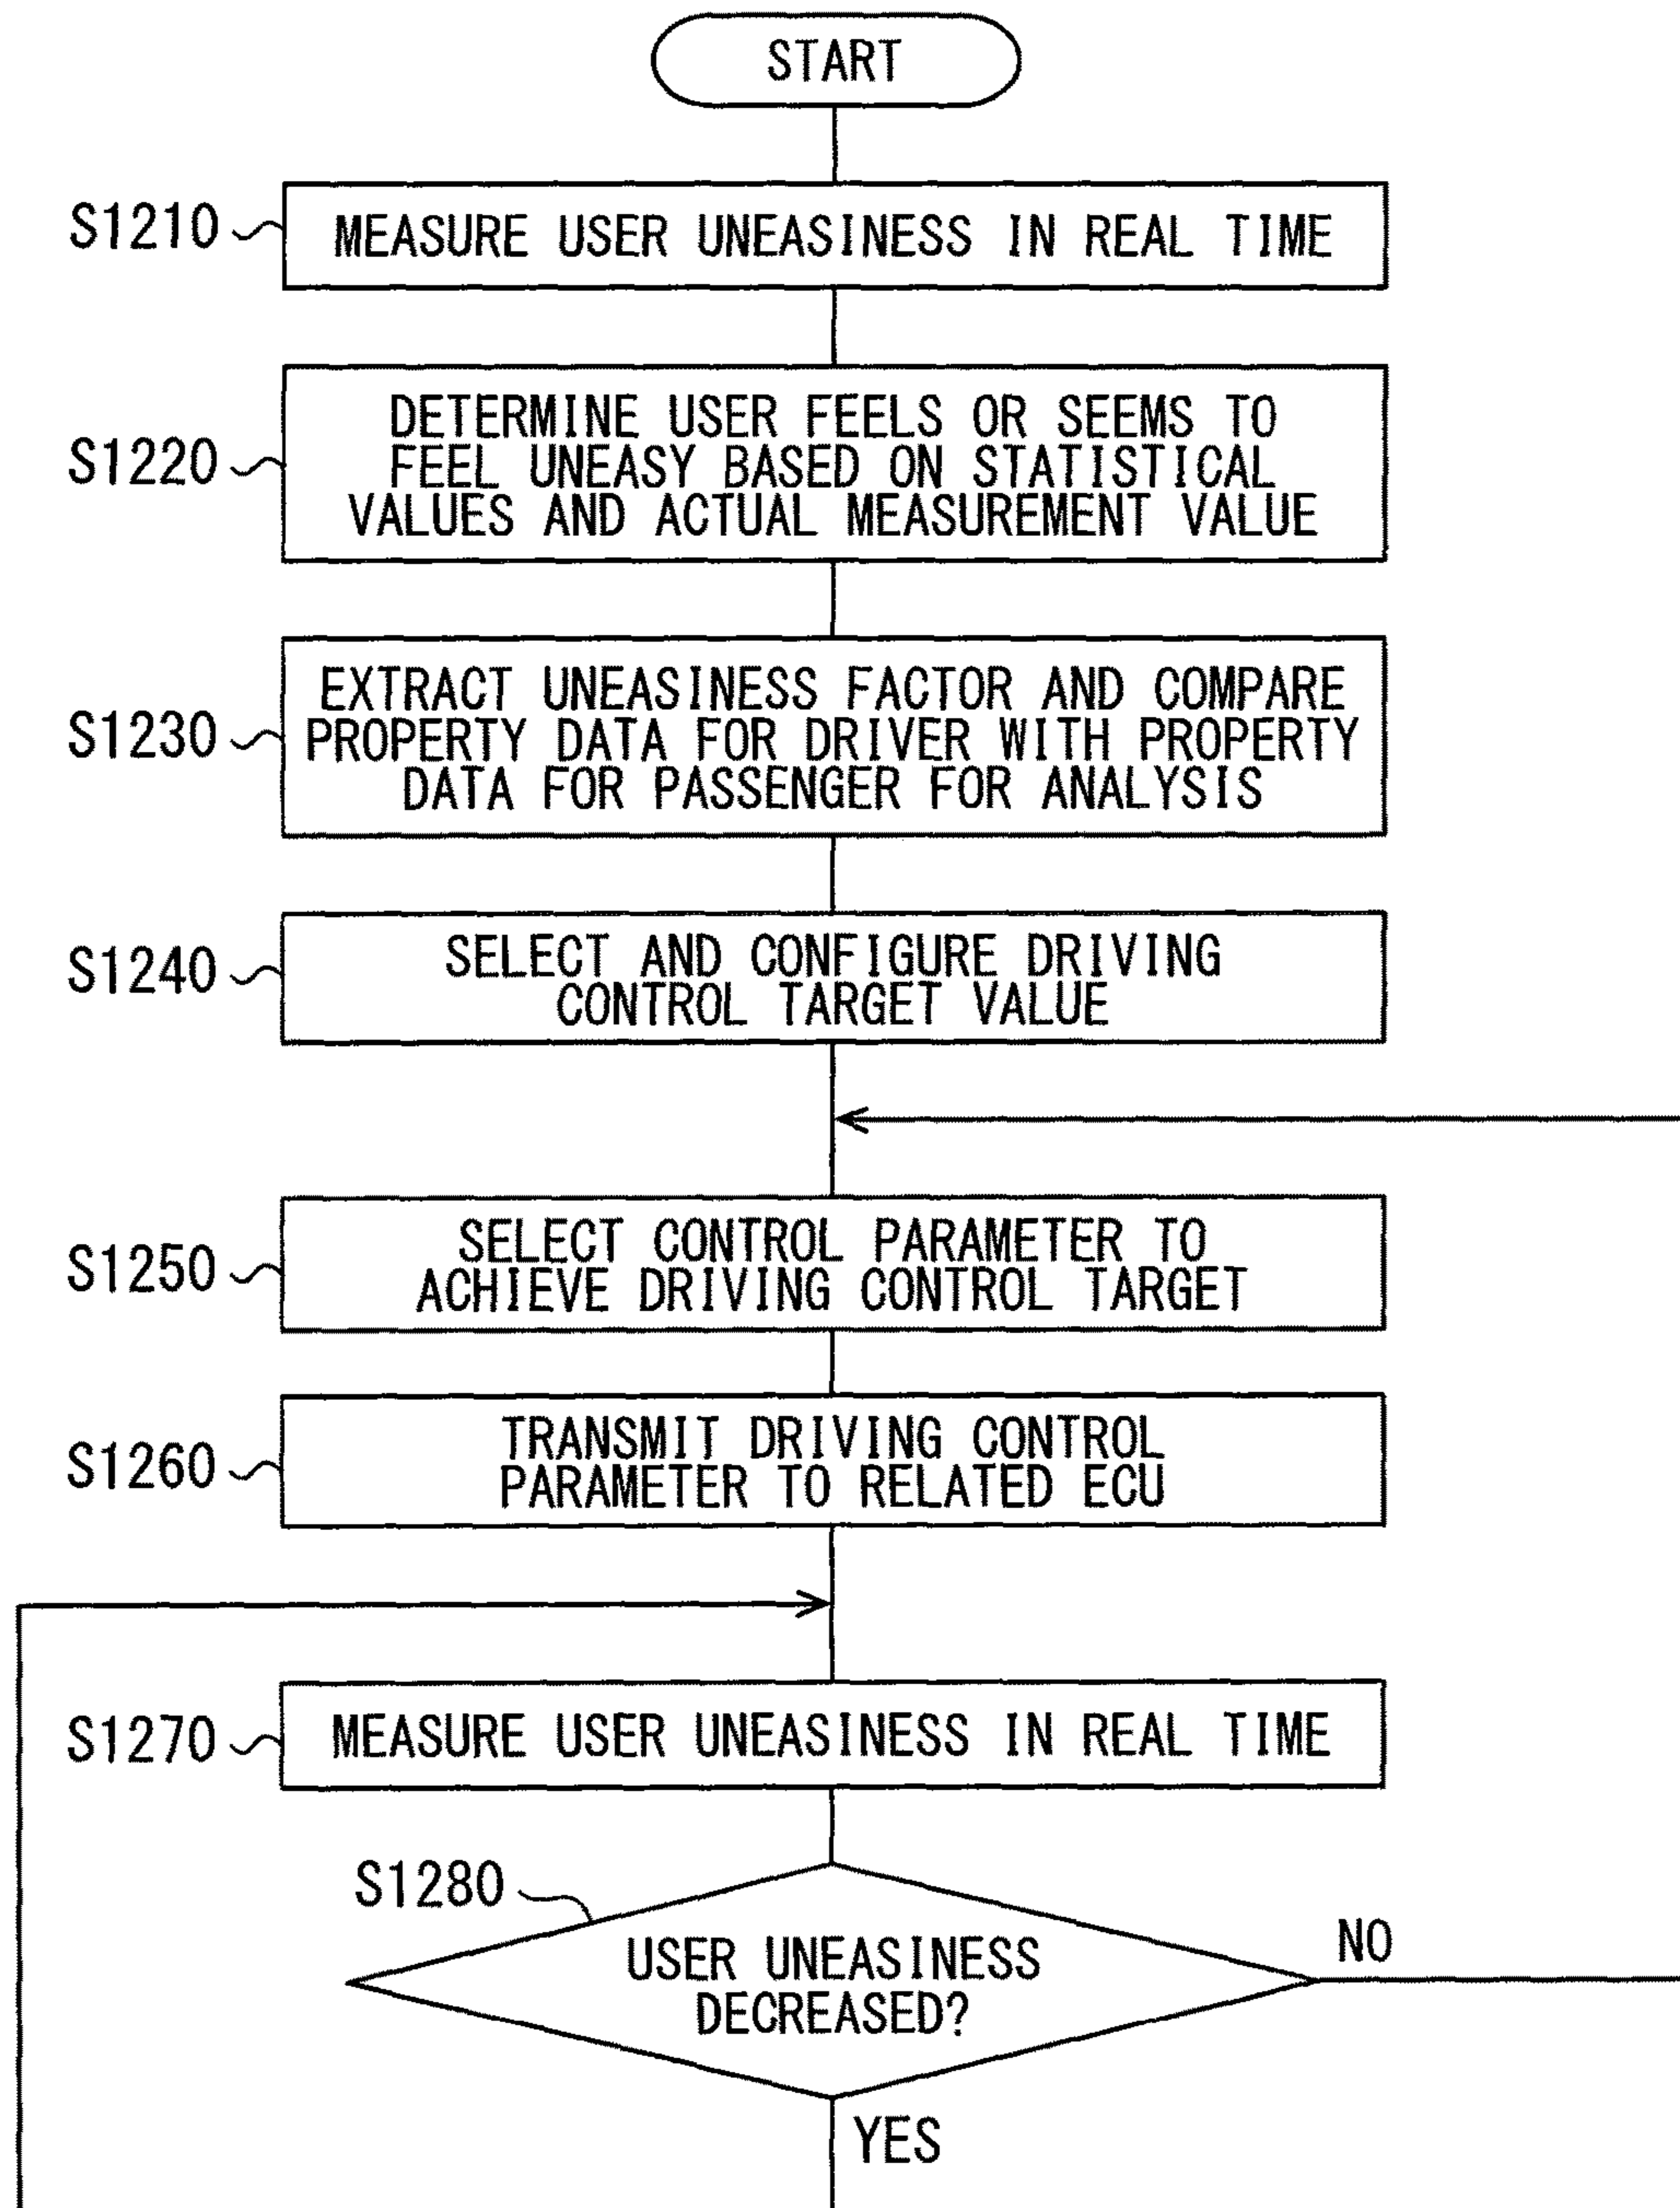 START
S1210
MEASURE USER UNEASINESS IN REAL TIME
S1220
DETERMINE USER FEELS OR SEEMS TO
FEEL UNEASY BASED ON STATISTICAL
VALUES AND ACTUAL MEASUREMENT VALUE
S1230
EXTRACT UNEASINESS FACTOR AND COMPARE
PROPERTY DATA FOR DRIVER WITH PROPERTY
DATA FOR PASSENGER FOR ANALYSIS
S1240
SELECT AND CONFIGURE DRIVING
CONTROL TARGET VALUE
S1250
SELECT CONTROL PARAMETER TO
ACHIEVE DRIVING CONTROL TARGET
S1260
TRANSMIT DRIVING CONTROL
PARAMETER TO RELATED ECU
S1270
MEASURE USER UNEASINESS IN REAL TIME
S1280
USER UNEASINESS
DECREASED?
NO
YES